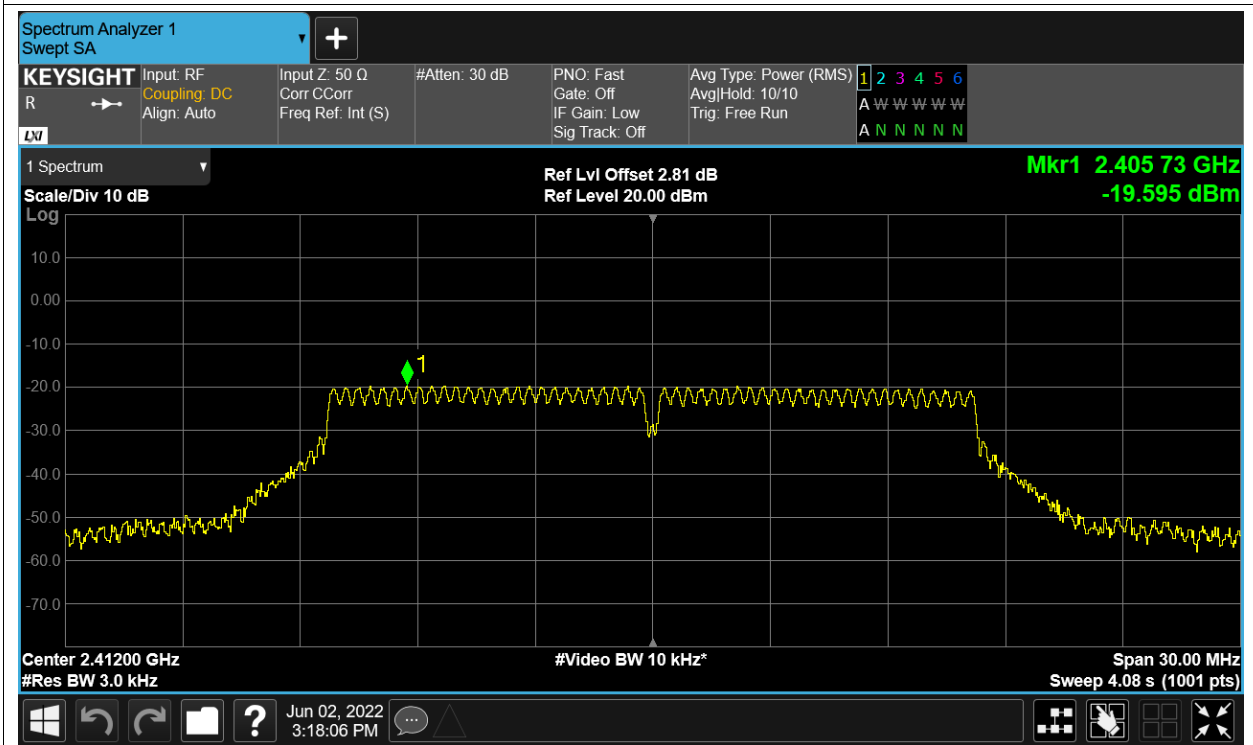 Spectrum Analyzer 1
Swept SA
KEYSIGHT Input: RF Input Z: 50 Ω #Atten: 30 dB PNO: Fast Avg Type: Power (RMS) 1 2 3 4 5 6
R Coupling: DC Corr CCorr Gate: Off Avg|Hold: 10/10 A W W W W W
Align: Auto Freq Ref: Int (S) IF Gain: Low Trig: Free Run
LXI Sig Track: Off A N N N N N
1 Spectrum Ref Lvl Offset 2.81 dB Mkr1 2.405 73 GHz
Scale/Div 10 dB Ref Level 20.00 dBm -19.595 dBm
Log
10.0
0.00
-10.0
1
-20.0
-30.0
-40.0
-50.0
-60.0
-70.0
Center 2.41200 GHz #Video BW 10 kHz* Span 30.00 MHz
#Res BW 3.0 kHz Sweep 4.08 s (1001 pts)
? Jun 02, 2022
3:18:06 PM